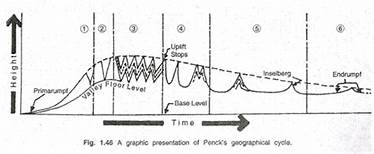 ① ② ③ ④ ⑤ ⑥
Uplift
Stops
Height
Inselberg
Endrumpf
Primarumpf
Valley Floor Level
Base Level
Time
Fig. 1.46 A graphic presentation of Penck's geographical cycle.